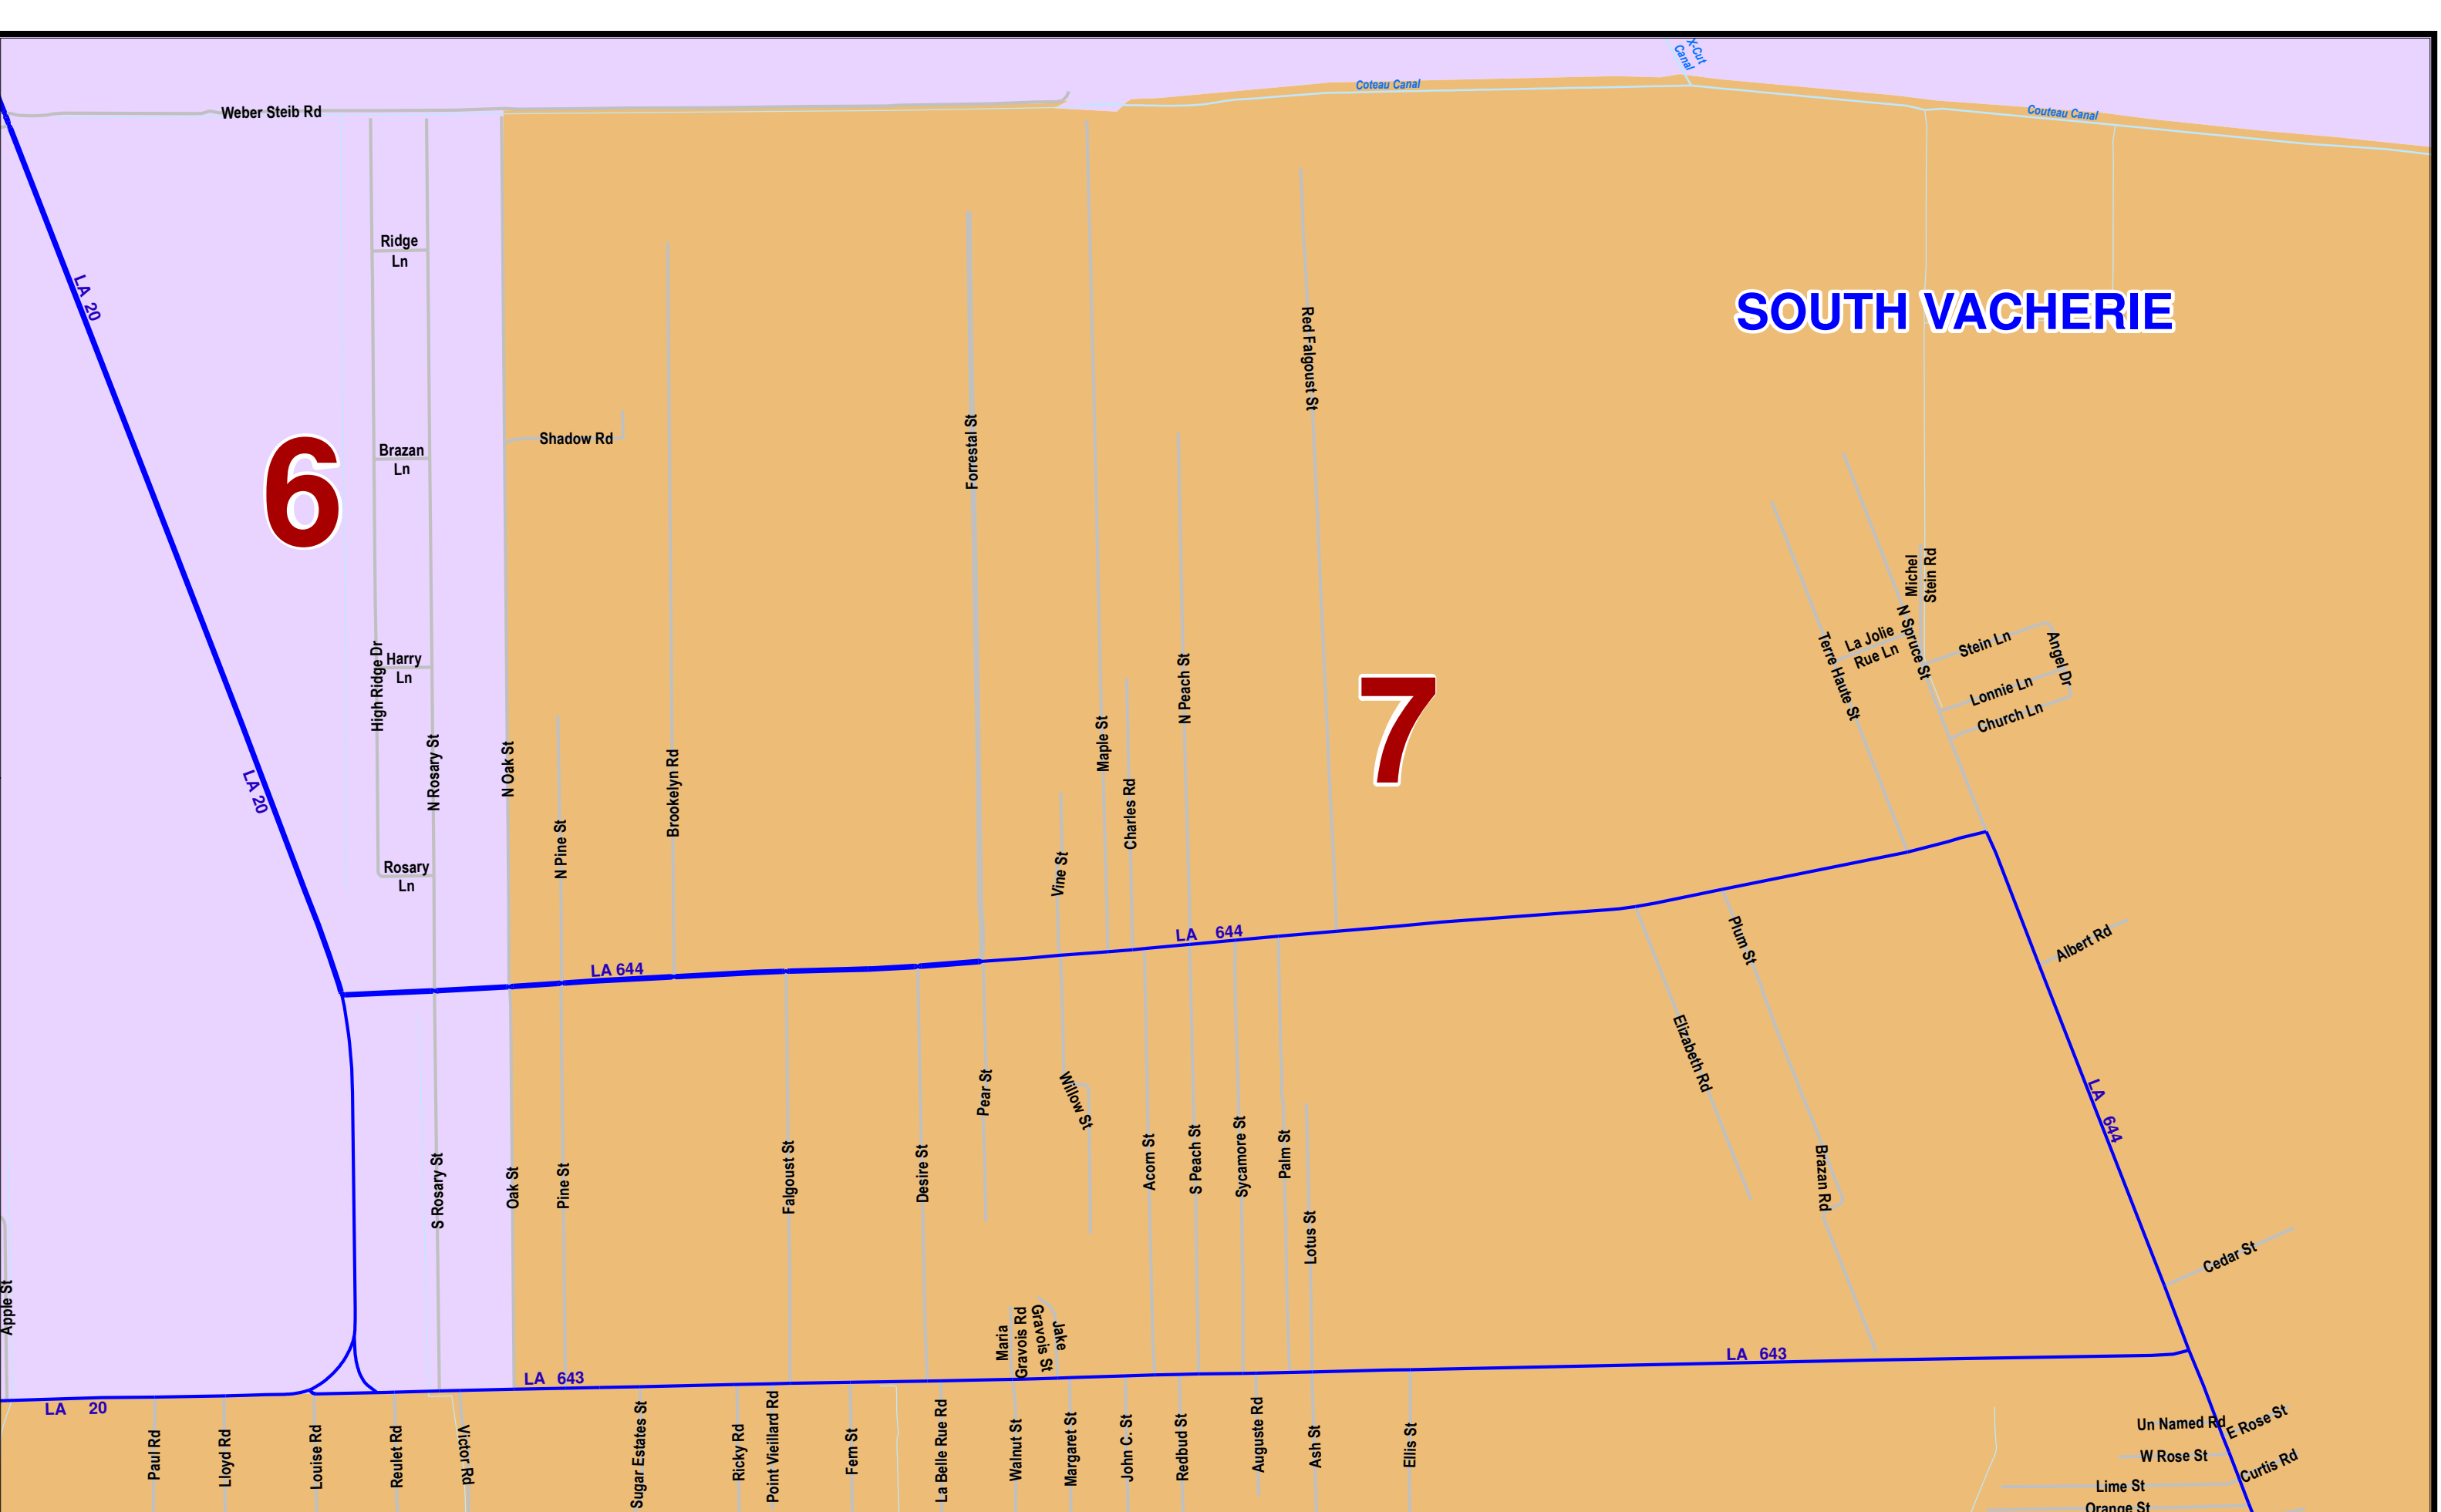 X-Cut
Canal
Coteau Canal
Couteau Canal
Weber Steib Rd
Ridge
Ln
LA 20
SOUTH VACHERIE
Red Falgoust St
6
Brazan
Ln
Shadow Rd
Forrestal St
Michel
Stein Rd
La Jolie
Rue Ln
N Spruce St
Stein Ln
Angel Dr
Terre Haute St
Lonnie Ln
Church Ln
Harry
Ln
High Ridge Dr
N Rosary St
N Oak St
LA 20
N Pine St
Brookelyn Rd
Maple St
Charles Rd
N Peach St
7
Vine St
Rosary
Ln
LA 644
LA 644
Plum St
Albert Rd
Elizabeth Rd
LA 644
Pear St
Willow St
S Rosary St
Oak St
Pine St
Falgoust St
Desire St
Acorn St
S Peach St
Sycamore St
Palm St
Lotus St
Brazan Rd
Cedar St
Apple St
Maria
Gravois Rd
Jake
Gravois St
LA 643
LA 643
LA 20
Paul Rd
Lloyd Rd
Louise Rd
Reulet Rd
Victor Rd
Sugar Estates St
Ricky Rd
Point Vieillard Rd
Fern St
La Belle Rue Rd
Walnut St
Margaret St
John C. St
Redbud St
Auguste Rd
Ash St
Ellis St
Un Named Rd
E Rose St
W Rose St
Curtis Rd
Lime St
Orange St